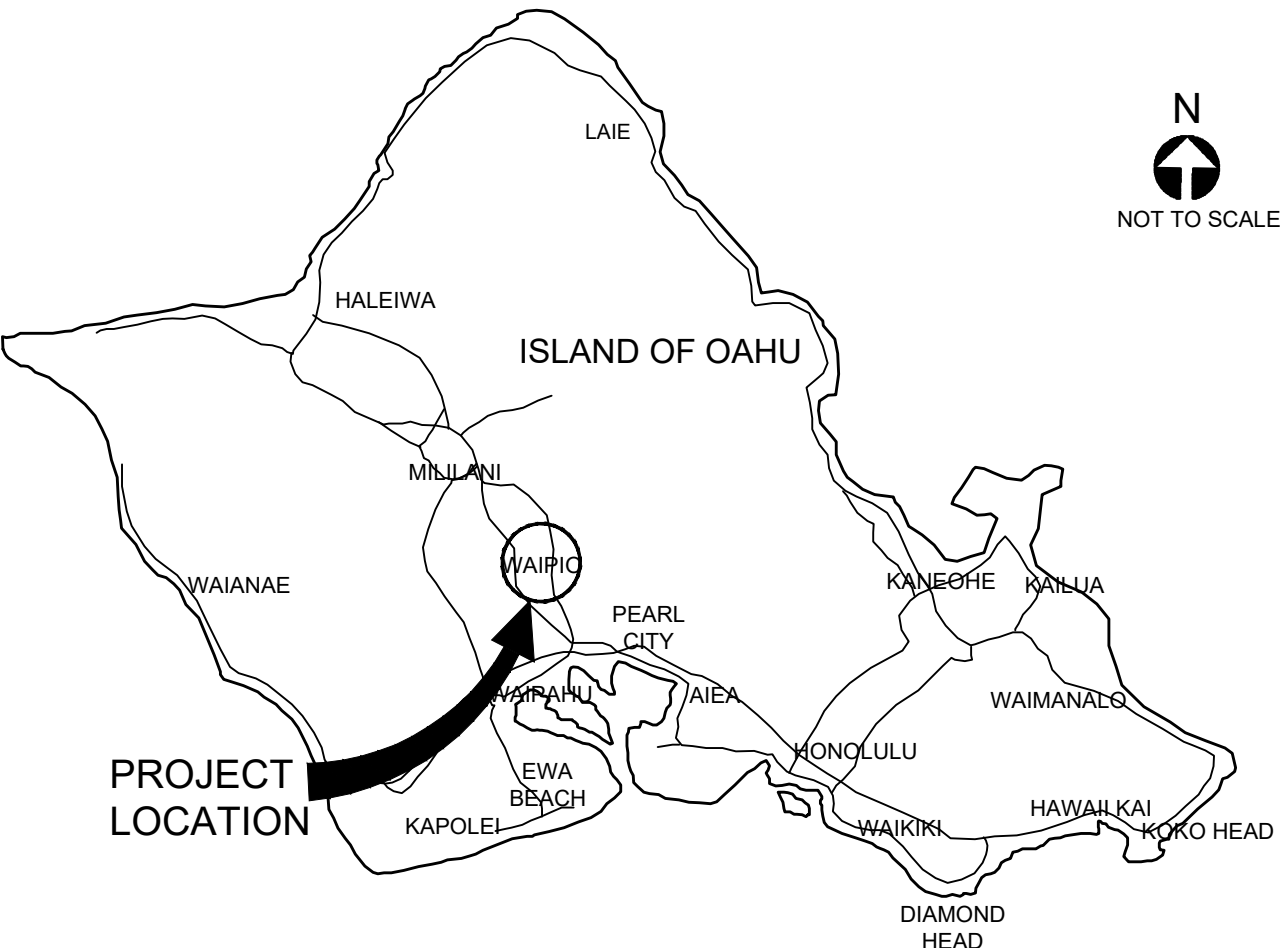 N
NOT TO SCALE
LAIE
HALEIWA
ISLAND OF OAHU
MILILANI
WAIPIO
WAIANAE
KANEOHE
KAILUA
PEARL
CITY
WAIPAHU
AIEA
WAIMANALO
HONOLULU
PROJECT
LOCATION
EWA
BEACH
KAPOLEI
HAWAII KAI
WAIKIKI
KOKO HEAD
DIAMOND
HEAD